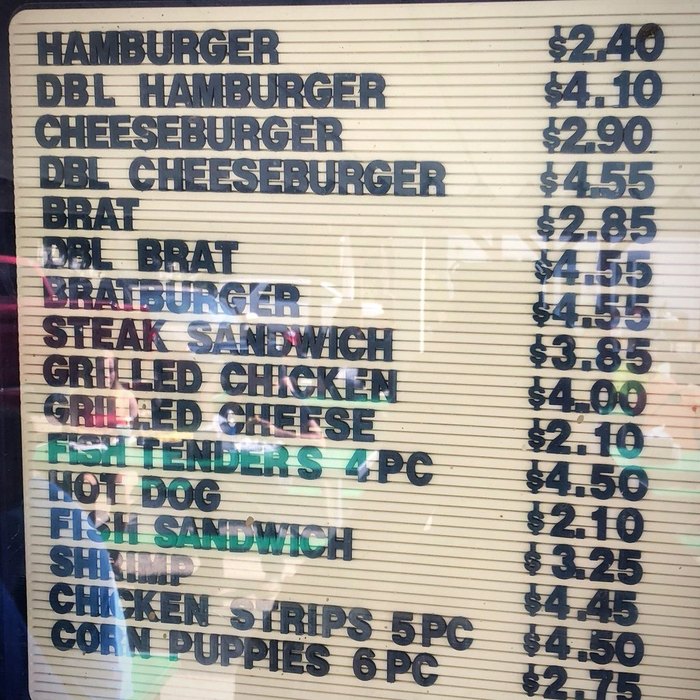 HAMBURGER $2.40
DBL HAMBURGER $4.10
CHEESEBURGER $2.90
DBL CHEESEBURGER $4.55
BRAT $2.85
DBL BRAT $4.55
BRATBURGER $4.55
STEAK SANDWICH $3.85
GRILLED CHICKEN $4.00
GRILLED CHEESE $2.10
FISH TENDERS 4PC $4.50
HOT DOG $2.10
FISH SANDWICH $3.25
SHRIMP $4.45
CHICKEN STRIPS 5PC $4.50
CORN PUPPIES 6PC $2.75